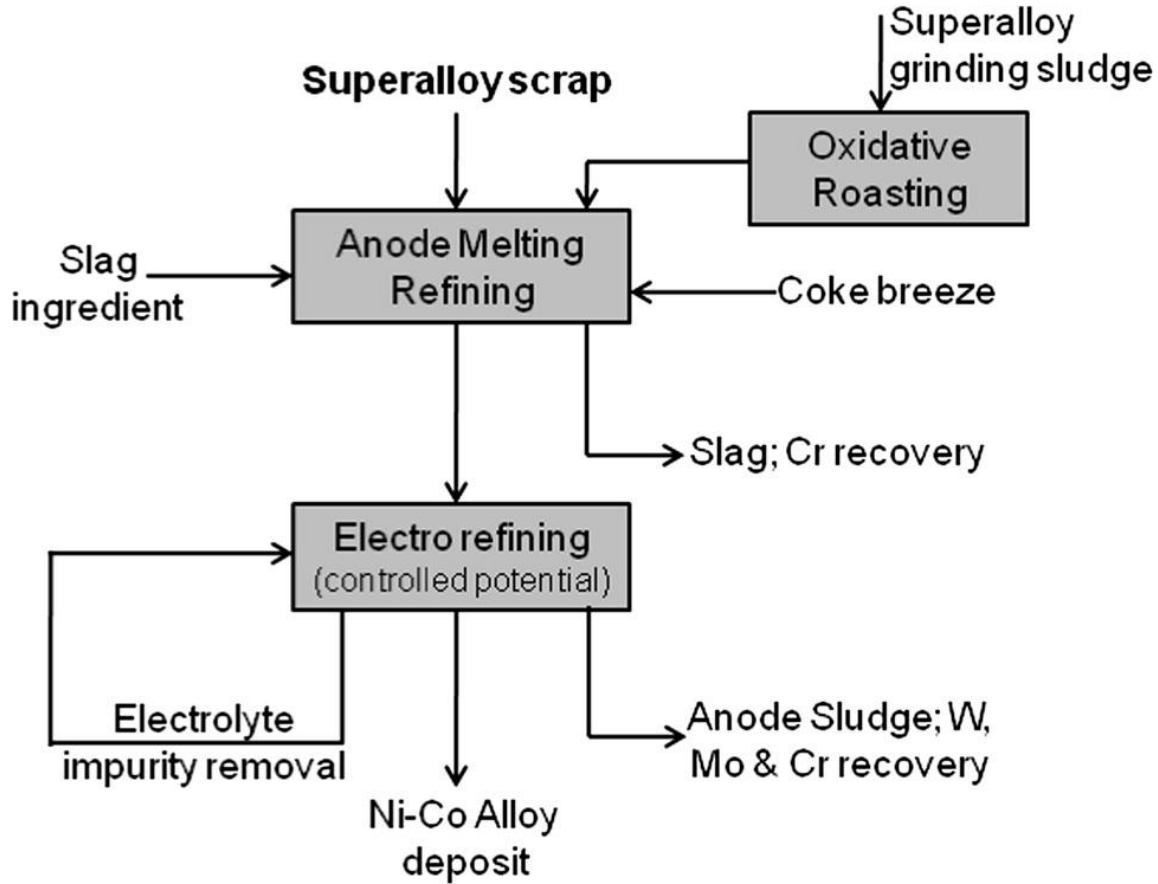 Superalloy
grinding sludge
Superalloy scrap
Oxidative
Roasting
Anode Melting
Refining
Slag
ingredient
Coke breeze
Slag; Cr recovery
Electro refining
(controlled potential)
Electrolyte
impurity removal
Anode Sludge; W,
Mo & Cr recovery
Ni-Co Alloy
deposit